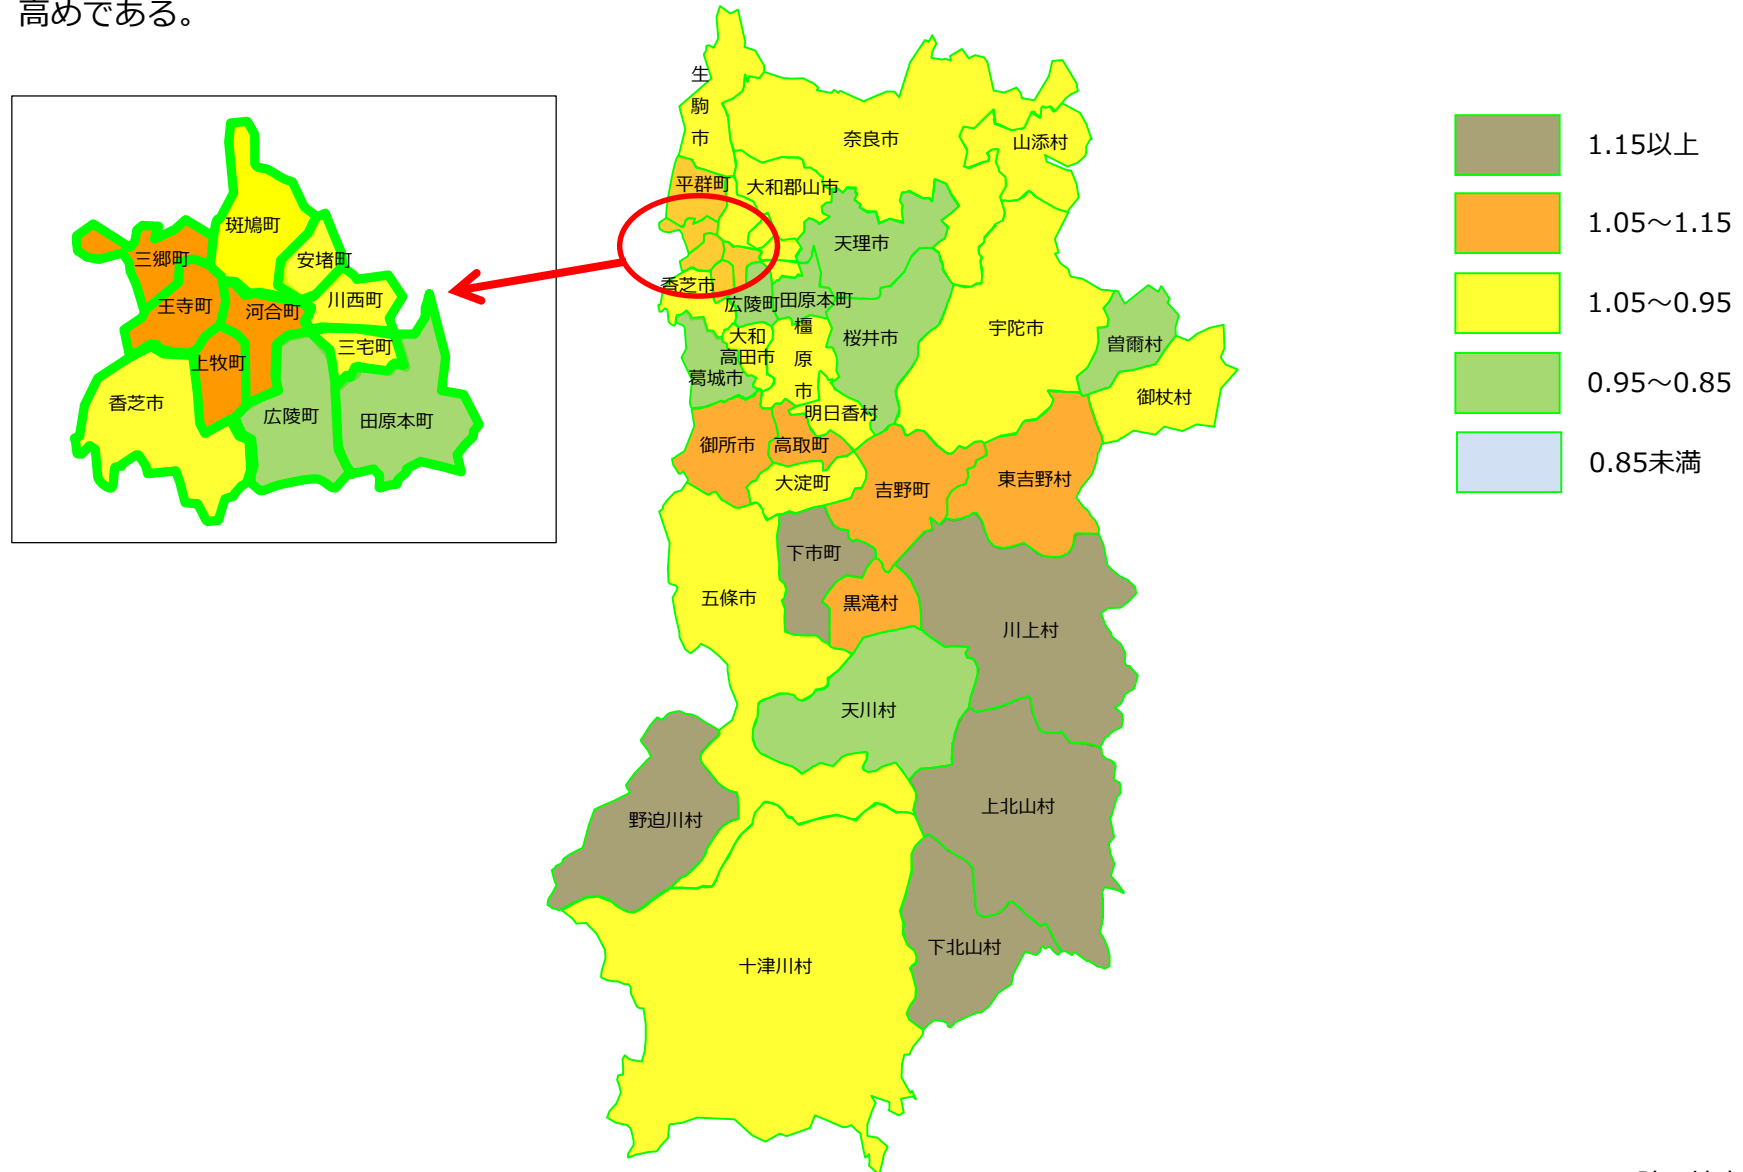 高めである。
生駒市
奈良市
山添村
平群町
大和郡山市
天理市
香芝市
広陵町
田原本町
大和
高田市
橿原市
桜井市
宇陀市
曽爾村
御杖村
葛城市
明日香村
御所市
高取町
大淀町
吉野町
東吉野村
下市町
黒滝村
五條市
川上村
天川村
上北山村
野迫川村
下北山村
十津川村
斑鳩町
三郷町
安堵町
王寺町
河合町
川西町
三宅町
上牧町
香芝市
広陵町
田原本町
1.15以上
1.05～1.15
1.05～0.95
0.95～0.85
0.85未満